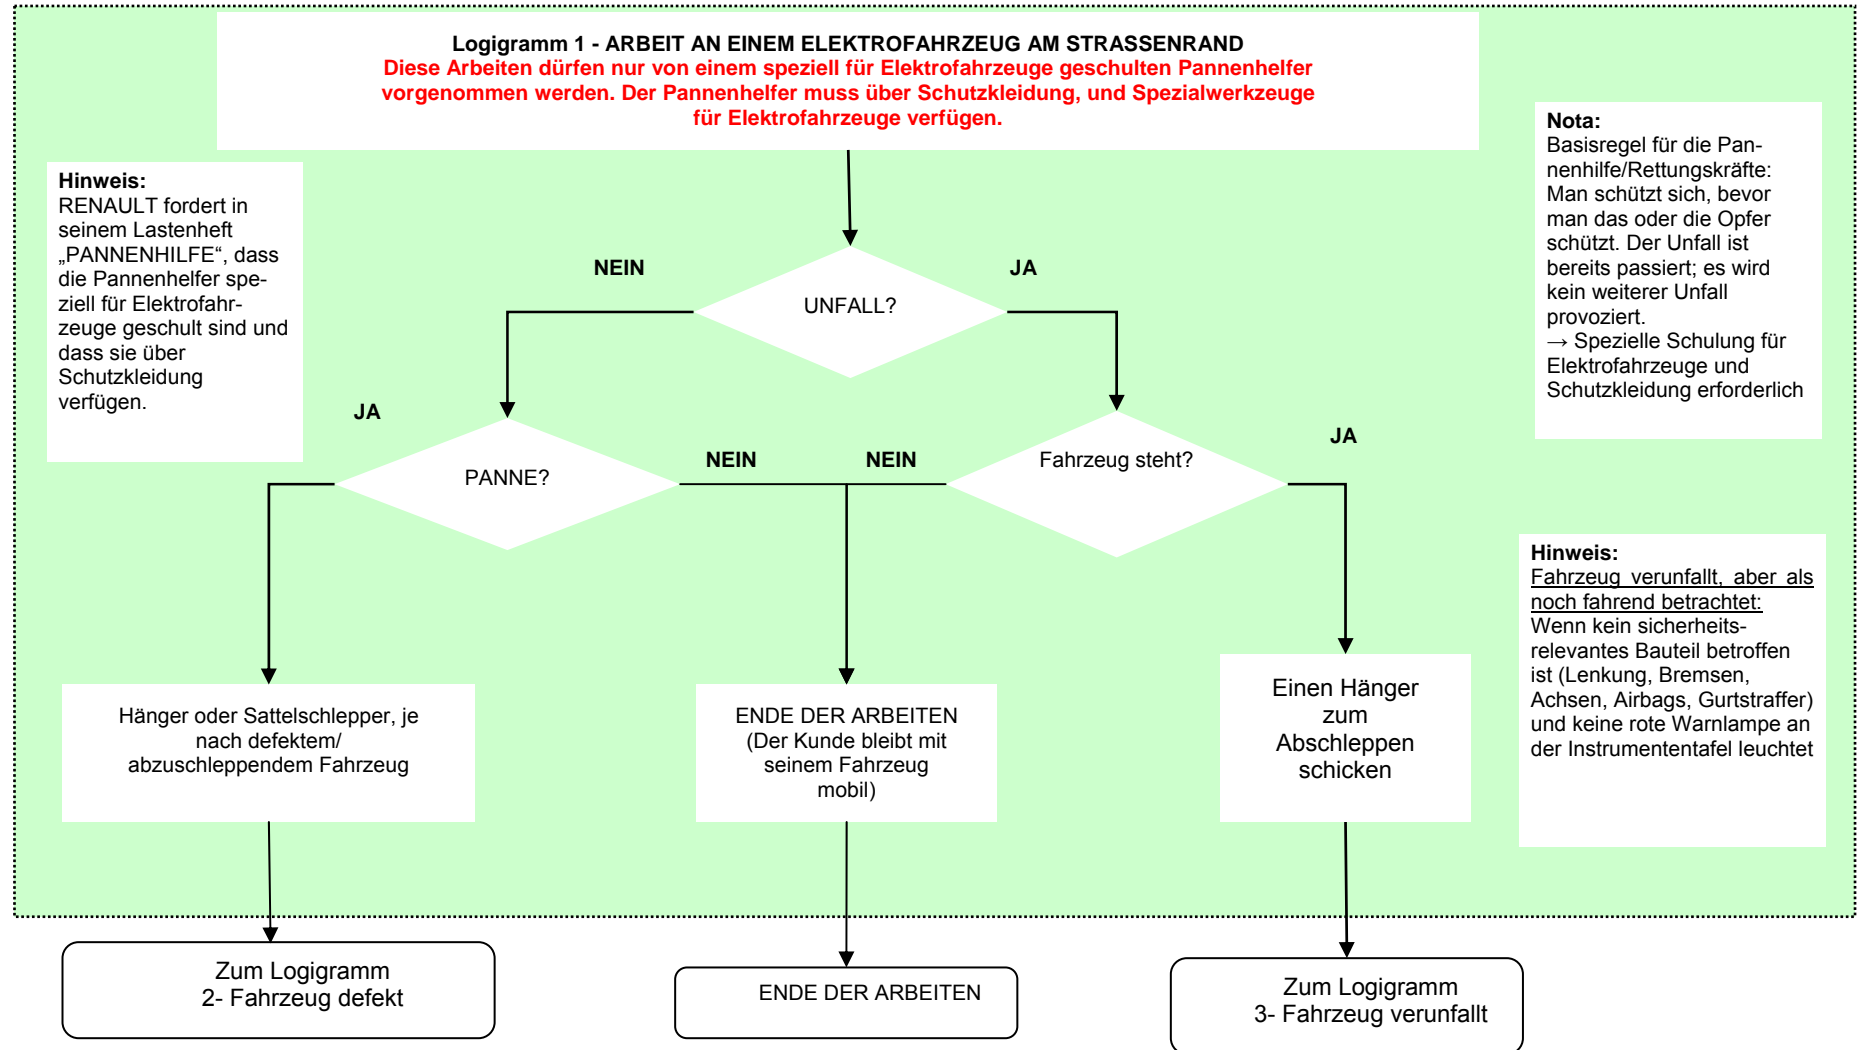 Logigramm 1 - ARBEIT AN EINEM ELEKTROFAHRZEUG AM STRASSENRAND
Diese Arbeiten dürfen nur von einem speziell für Elektrofahrzeuge geschulten Pannenhelfer
vorgenommen werden. Der Pannenhelfer muss über Schutzkleidung, und Spezialwerkzeuge
für Elektrofahrzeuge verfügen.
Hinweis:
RENAULT fordert in
seinem Lastenheft
„PANNENHILFE“, dass
die Pannenhelfer spe-
ziell für Elektrofahr-
zeuge geschult sind und
dass sie über
Schutzkleidung
verfügen.
Nota:
Basisregel für die Pan-
nenhilfe/Rettungskräfte:
Man schützt sich, bevor
man das oder die Opfer
schützt. Der Unfall ist
bereits passiert; es wird
kein weiterer Unfall
provoziert.
→ Spezielle Schulung für
Elektrofahrzeuge und
Schutzkleidung erforderlich
NEIN
JA
UNFALL?
JA
PANNE?
NEIN
NEIN
Fahrzeug steht?
JA
Hinweis:
Fahrzeug verunfallt, aber als
noch fahrend betrachtet:
Wenn kein sicherheits-
relevantes Bauteil betroffen
ist (Lenkung, Bremsen,
Achsen, Airbags, Gurtstraffer)
und keine rote Warnlampe an
der Instrumententafel leuchtet
Hänger oder Sattelschlepper, je
nach defektem/
abzuschleppendem Fahrzeug
ENDE DER ARBEITEN
(Der Kunde bleibt mit
seinem Fahrzeug
mobil)
Einen Hänger
zum
Abschleppen
schicken
Zum Logigramm
2- Fahrzeug defekt
ENDE DER ARBEITEN
Zum Logigramm
3- Fahrzeug verunfallt